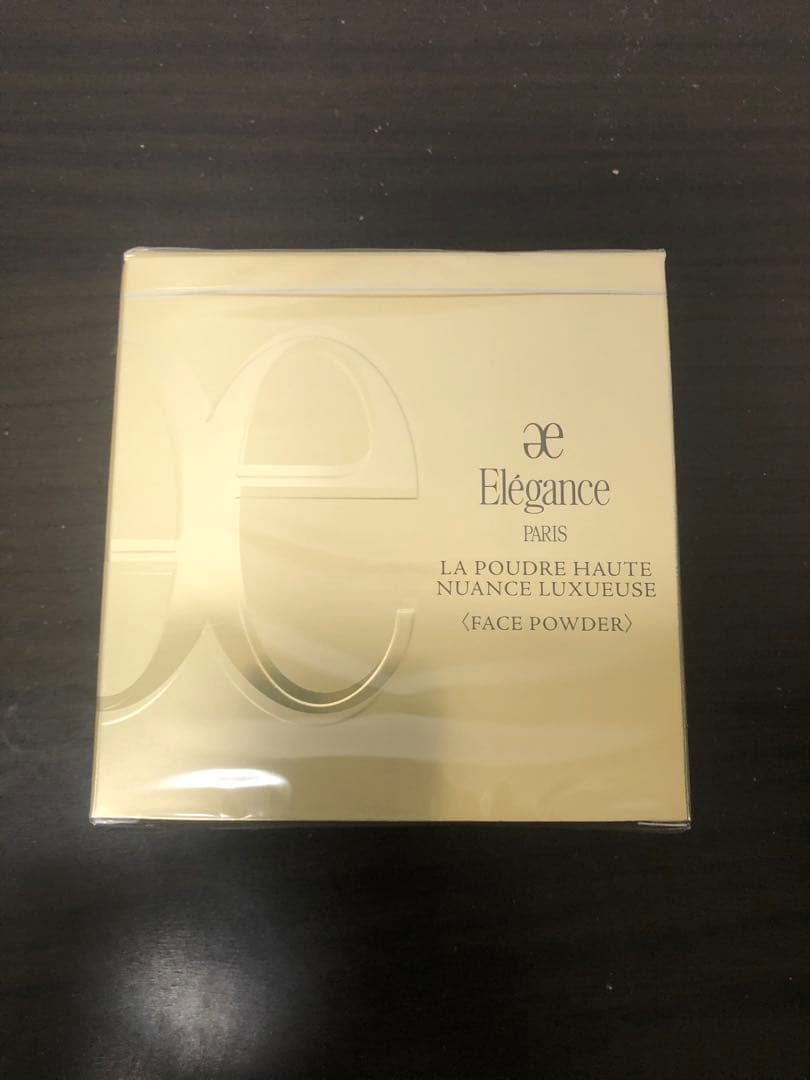 æ
Elégance
PARIS
LA POUDRE HAUTE
NUANCE LUXUEUSE
〈FACE POWDER〉